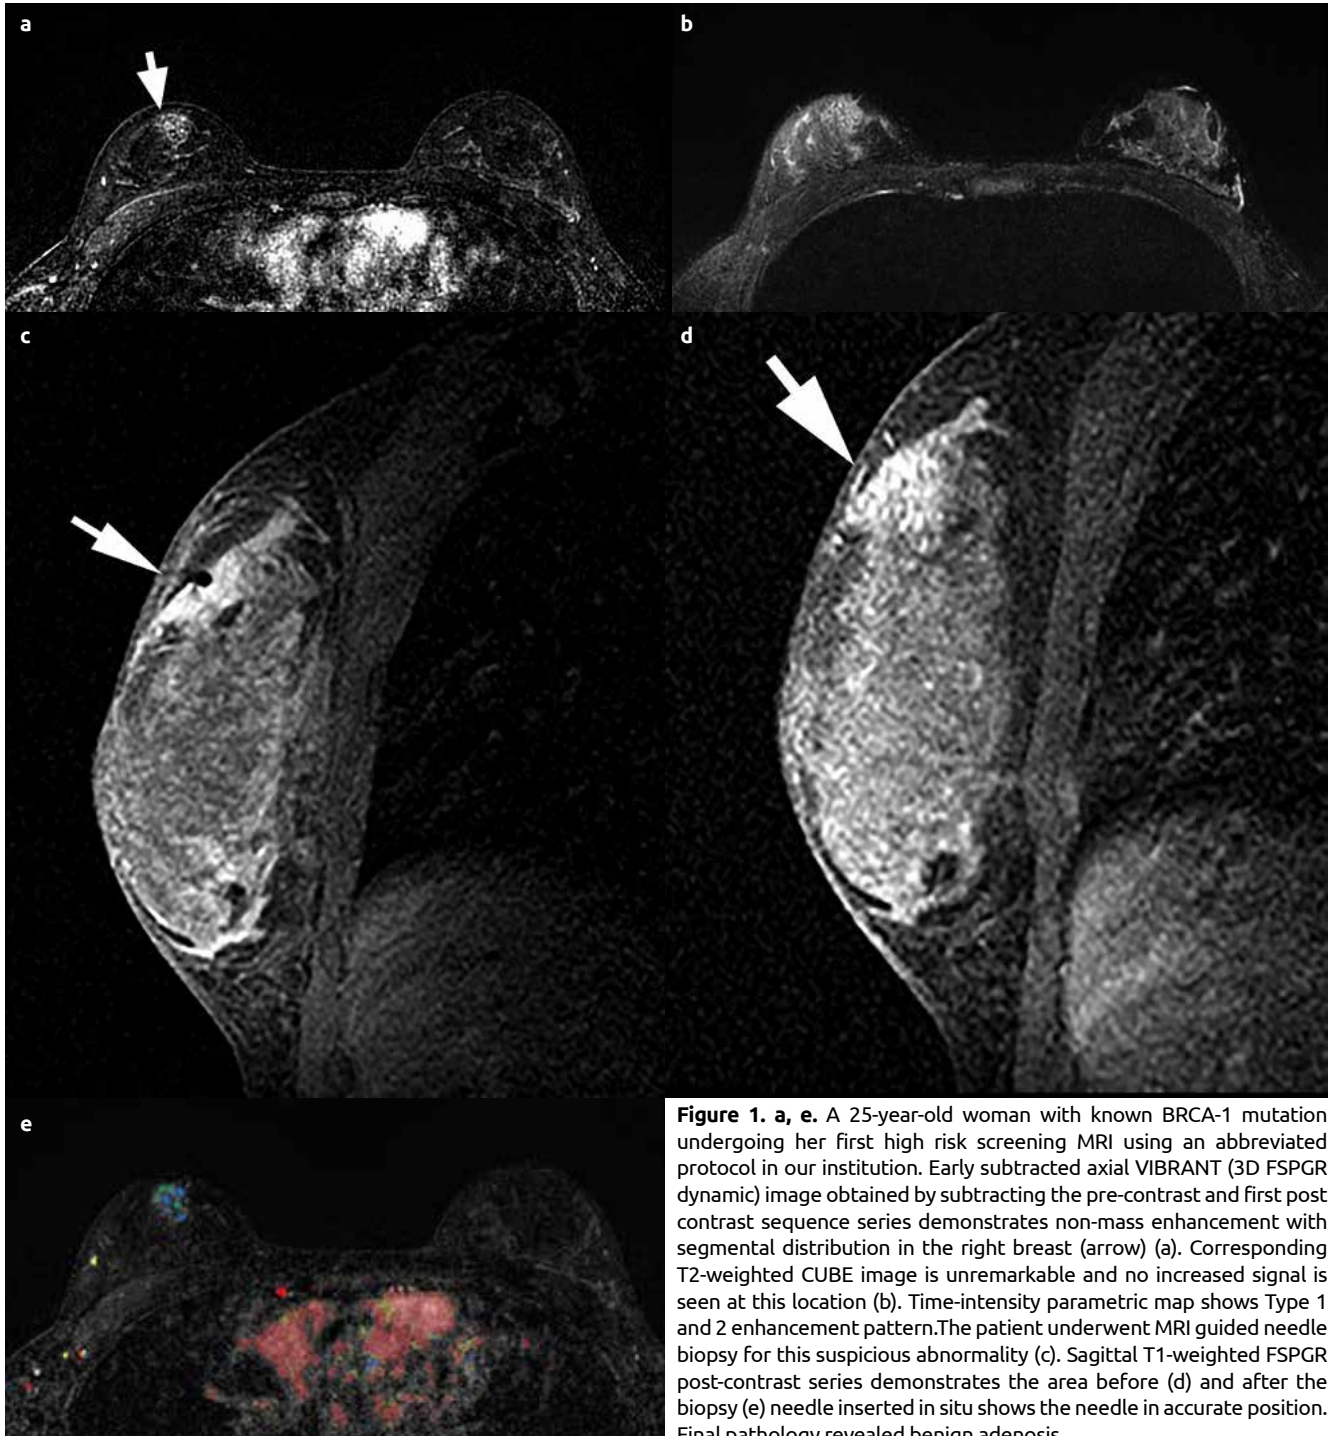 a
b
c
d
e
Figure 1. a, e. A 25-year-old woman with known BRCA-1 mutation
undergoing her first high risk screening MRI using an abbreviated
protocol in our institution. Early subtracted axial VIBRANT (3D FSPGR
dynamic) image obtained by subtracting the pre-contrast and first post
contrast sequence series demonstrates non-mass enhancement with
segmental distribution in the right breast (arrow) (a). Corresponding
T2-weighted CUBE image is unremarkable and no increased signal is
seen at this location (b). Time-intensity parametric map shows Type 1
and 2 enhancement pattern.The patient underwent MRI guided needle
biopsy for this suspicious abnormality (c). Sagittal T1-weighted FSPGR
post-contrast series demonstrates the area before (d) and after the
biopsy (e) needle inserted in situ shows the needle in accurate position.
Final pathology revealed benign adenosis